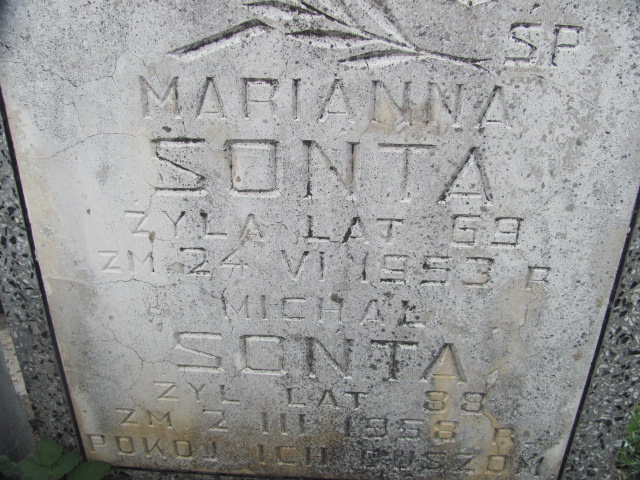 SP
MARIANNA
SONTA
ŻYŁA LAT 69
ZM 24 VI 1953 R
MICHAŁ
SONTA
ŻYŁ LAT 88
ZM 2 III 1958 R
POKÓJ ICH DUSZOM